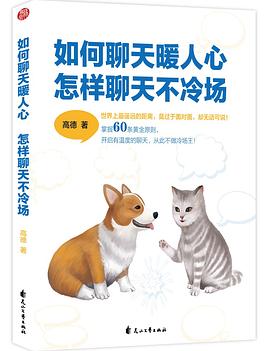 如何聊天暖人心
怎样聊天不冷场
高德 著
世界上最遥远的距离，莫过于面对面，却无话可说！
掌握60条黄金原则，
开启有温度的聊天，从此不做冷场王！
如何聊天暖人心 怎样聊天不冷场
高德 著